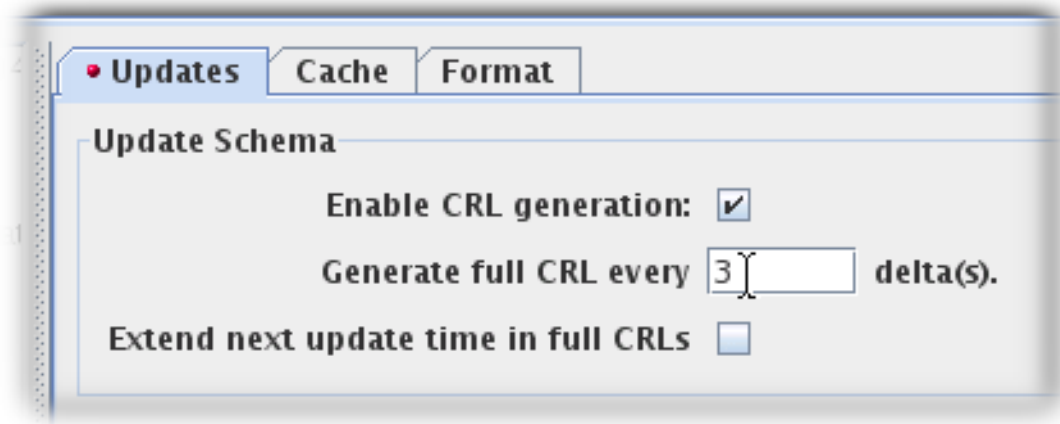 Updates Cache Format
Update Schema
Enable CRL generation:
Generate full CRL every 3 delta(s).
Extend next update time in full CRLs